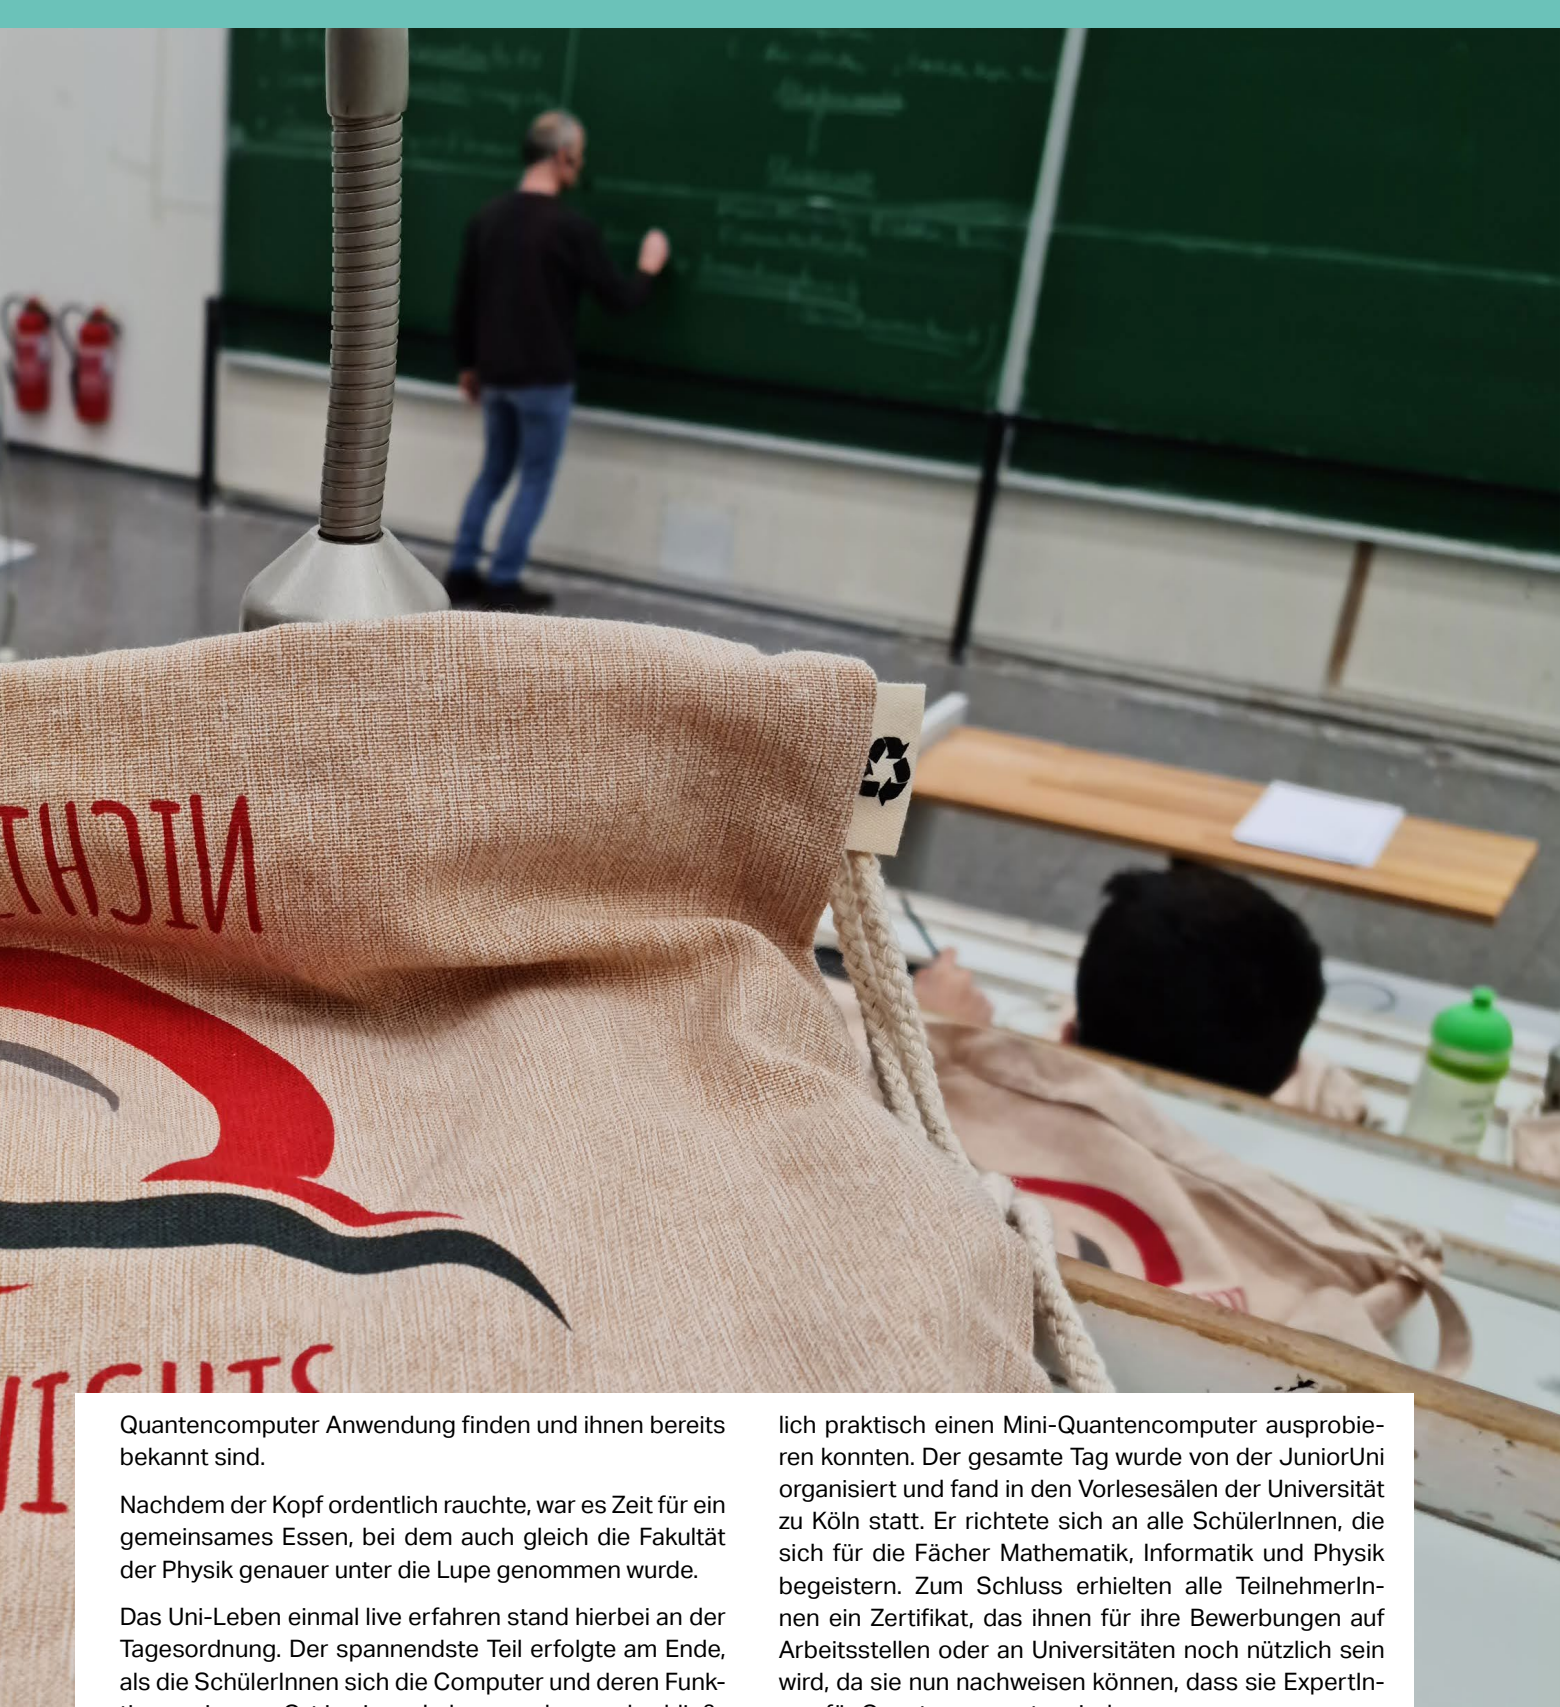 NICHT
NICHTS
Quantencomputer Anwendung finden und ihnen bereits
bekannt sind.
Nachdem der Kopf ordentlich rauchte, war es Zeit für ein
gemeinsames Essen, bei dem auch gleich die Fakultät
der Physik genauer unter die Lupe genommen wurde.
Das Uni-Leben einmal live erfahren stand hierbei an der
Tagesordnung. Der spannendste Teil erfolgte am Ende,
als die SchülerInnen sich die Computer und deren Funk-
lich praktisch einen Mini-Quantencomputer ausprobie-
ren konnten. Der gesamte Tag wurde von der JuniorUni
organisiert und fand in den Vorlesesälen der Universität
zu Köln statt. Er richtete sich an alle SchülerInnen, die
sich für die Fächer Mathematik, Informatik und Physik
begeistern. Zum Schluss erhielten alle TeilnehmerIn-
nen ein Zertifikat, das ihnen für ihre Bewerbungen auf
Arbeitsstellen oder an Universitäten noch nützlich sein
wird, da sie nun nachweisen können, dass sie ExpertIn-